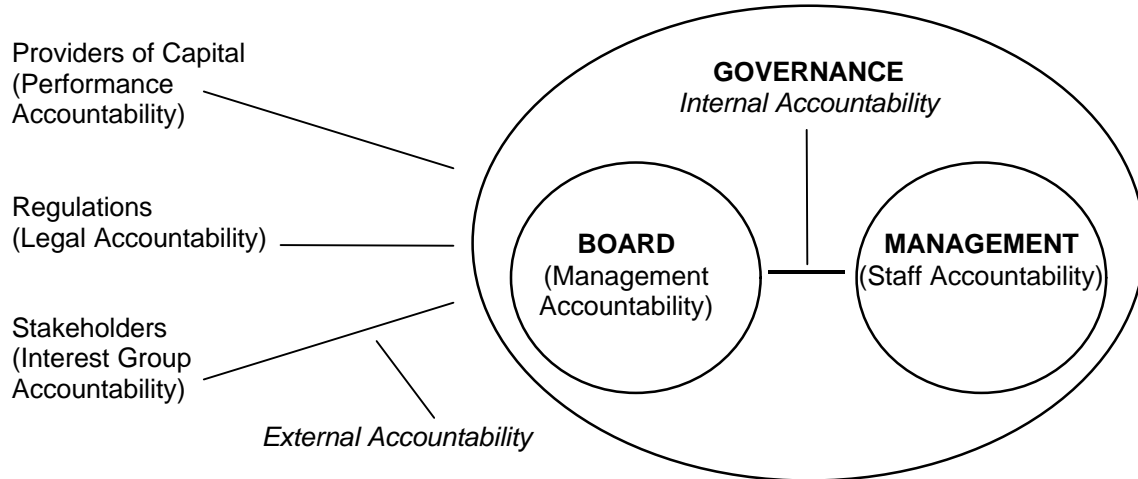 Providers of Capital
(Performance
Accountability)
Regulations
(Legal Accountability)
Stakeholders
(Interest Group
Accountability)
External Accountability
GOVERNANCE
Internal Accountability
BOARD
(Management
Accountability)
MANAGEMENT
(Staff Accountability)